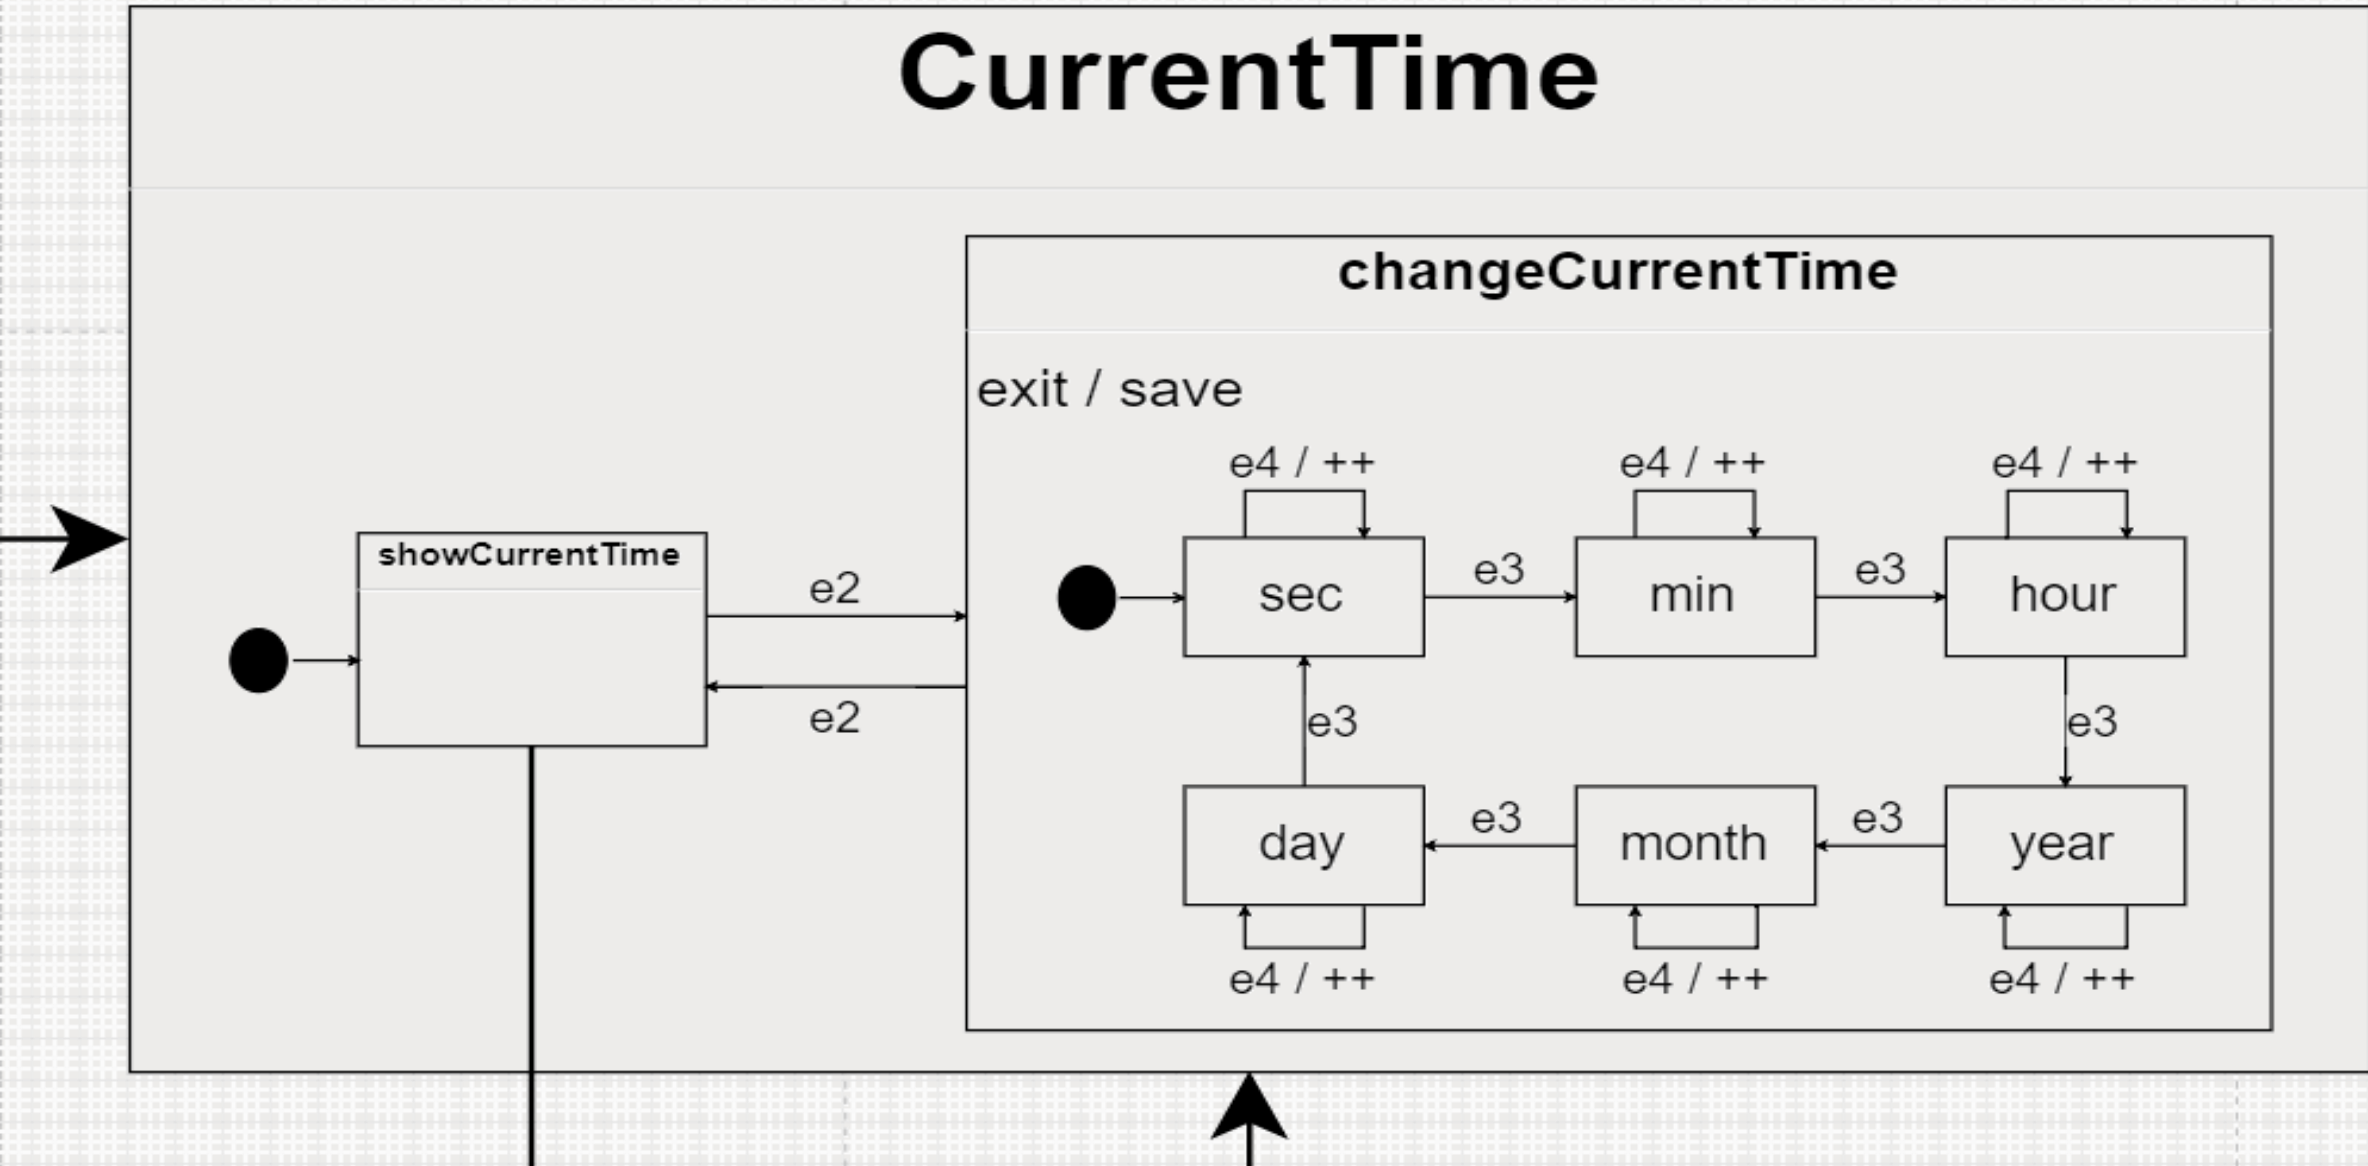 CurrentTime
changeCurrentTime
exit / save
e4 / ++
e4 / ++
e4 / ++
showCurrentTime
e2
e2
sec
e3
min
e3
hour
e3
e3
day
e3
month
e3
year
e4 / ++
e4 / ++
e4 / ++